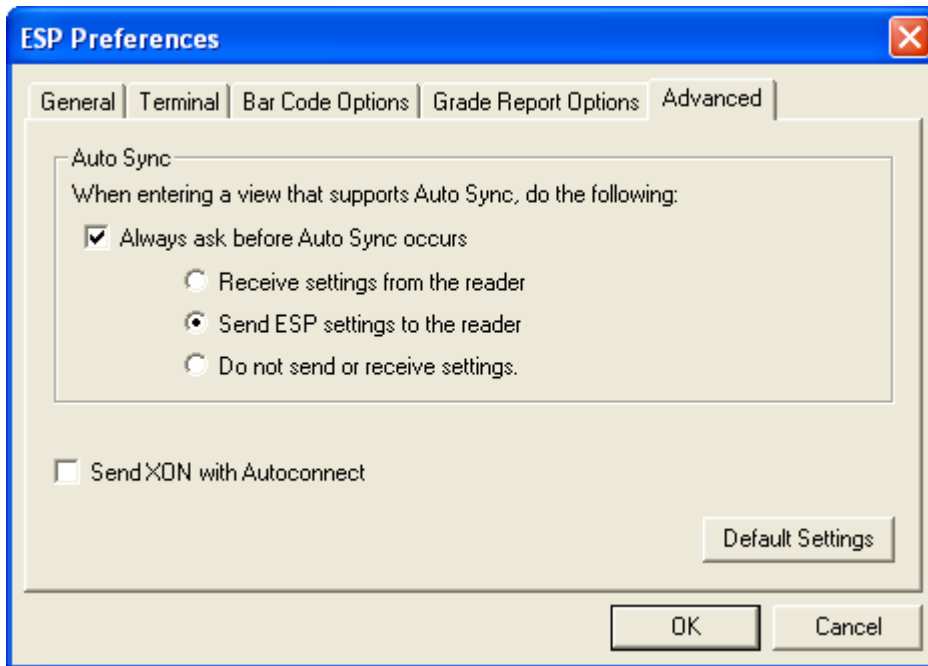 ESP Preferences
General Terminal Bar Code Options Grade Report Options Advanced
Auto Sync
When entering a view that supports Auto Sync, do the following:
Always ask before Auto Sync occurs
Receive settings from the reader
Send ESP settings to the reader
Do not send or receive settings.
Send XON with Autoconnect
Default Settings
OK Cancel